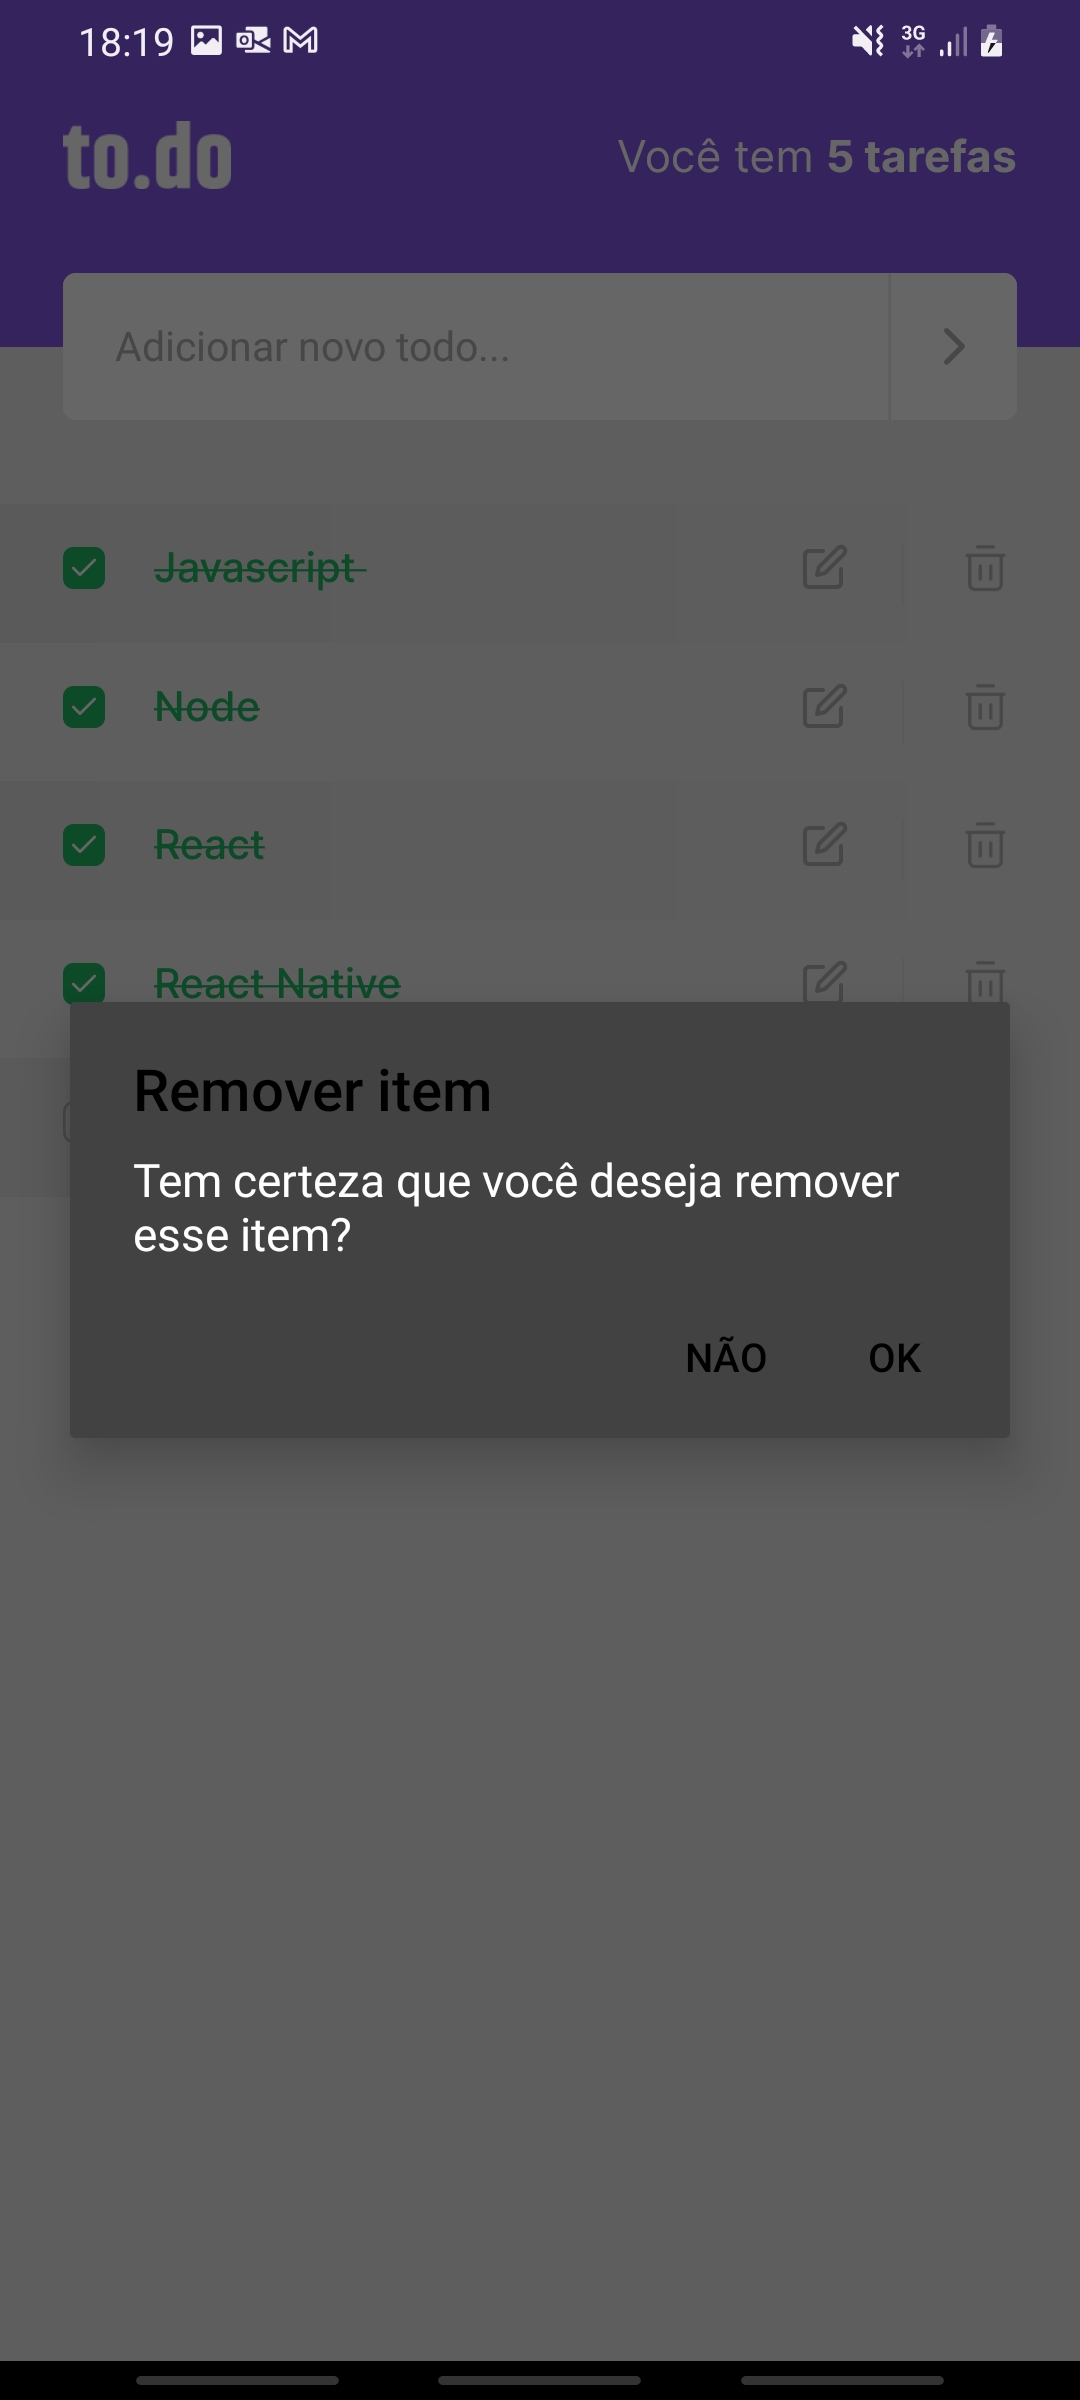 18:19
3G
to.do
Você tem 5 tarefas
Adicionar novo todo...
Javascript
Node
React
React Native
Remover item
Tem certeza que você deseja remover
esse item?
NÃO OK